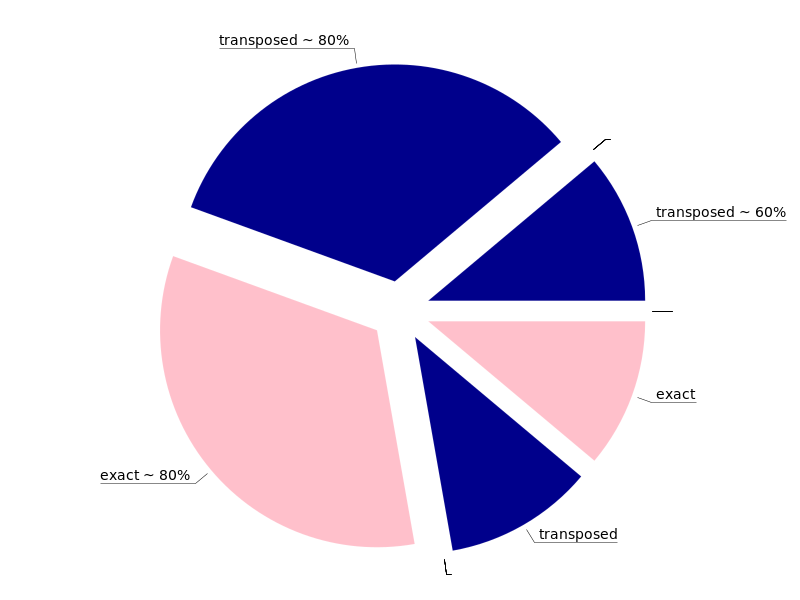 transposed ~ 80%
transposed ~ 60%
exact
exact ~ 80%
transposed